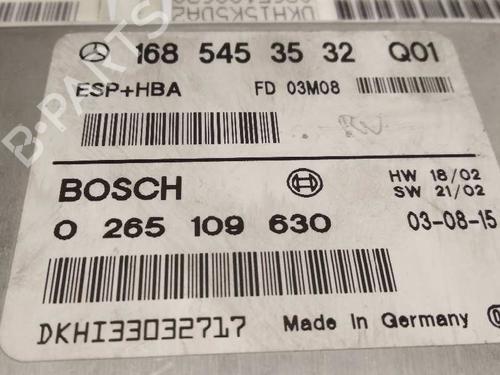 DKHI5K5UA2
168 545 35 32 Q01
ESP+HBA FD 03M08
BOSCH
HW 18/02
SW 21/02
0 265 109 630 03-08-15
DKHI33032717 Made in Germany
B-PARTS